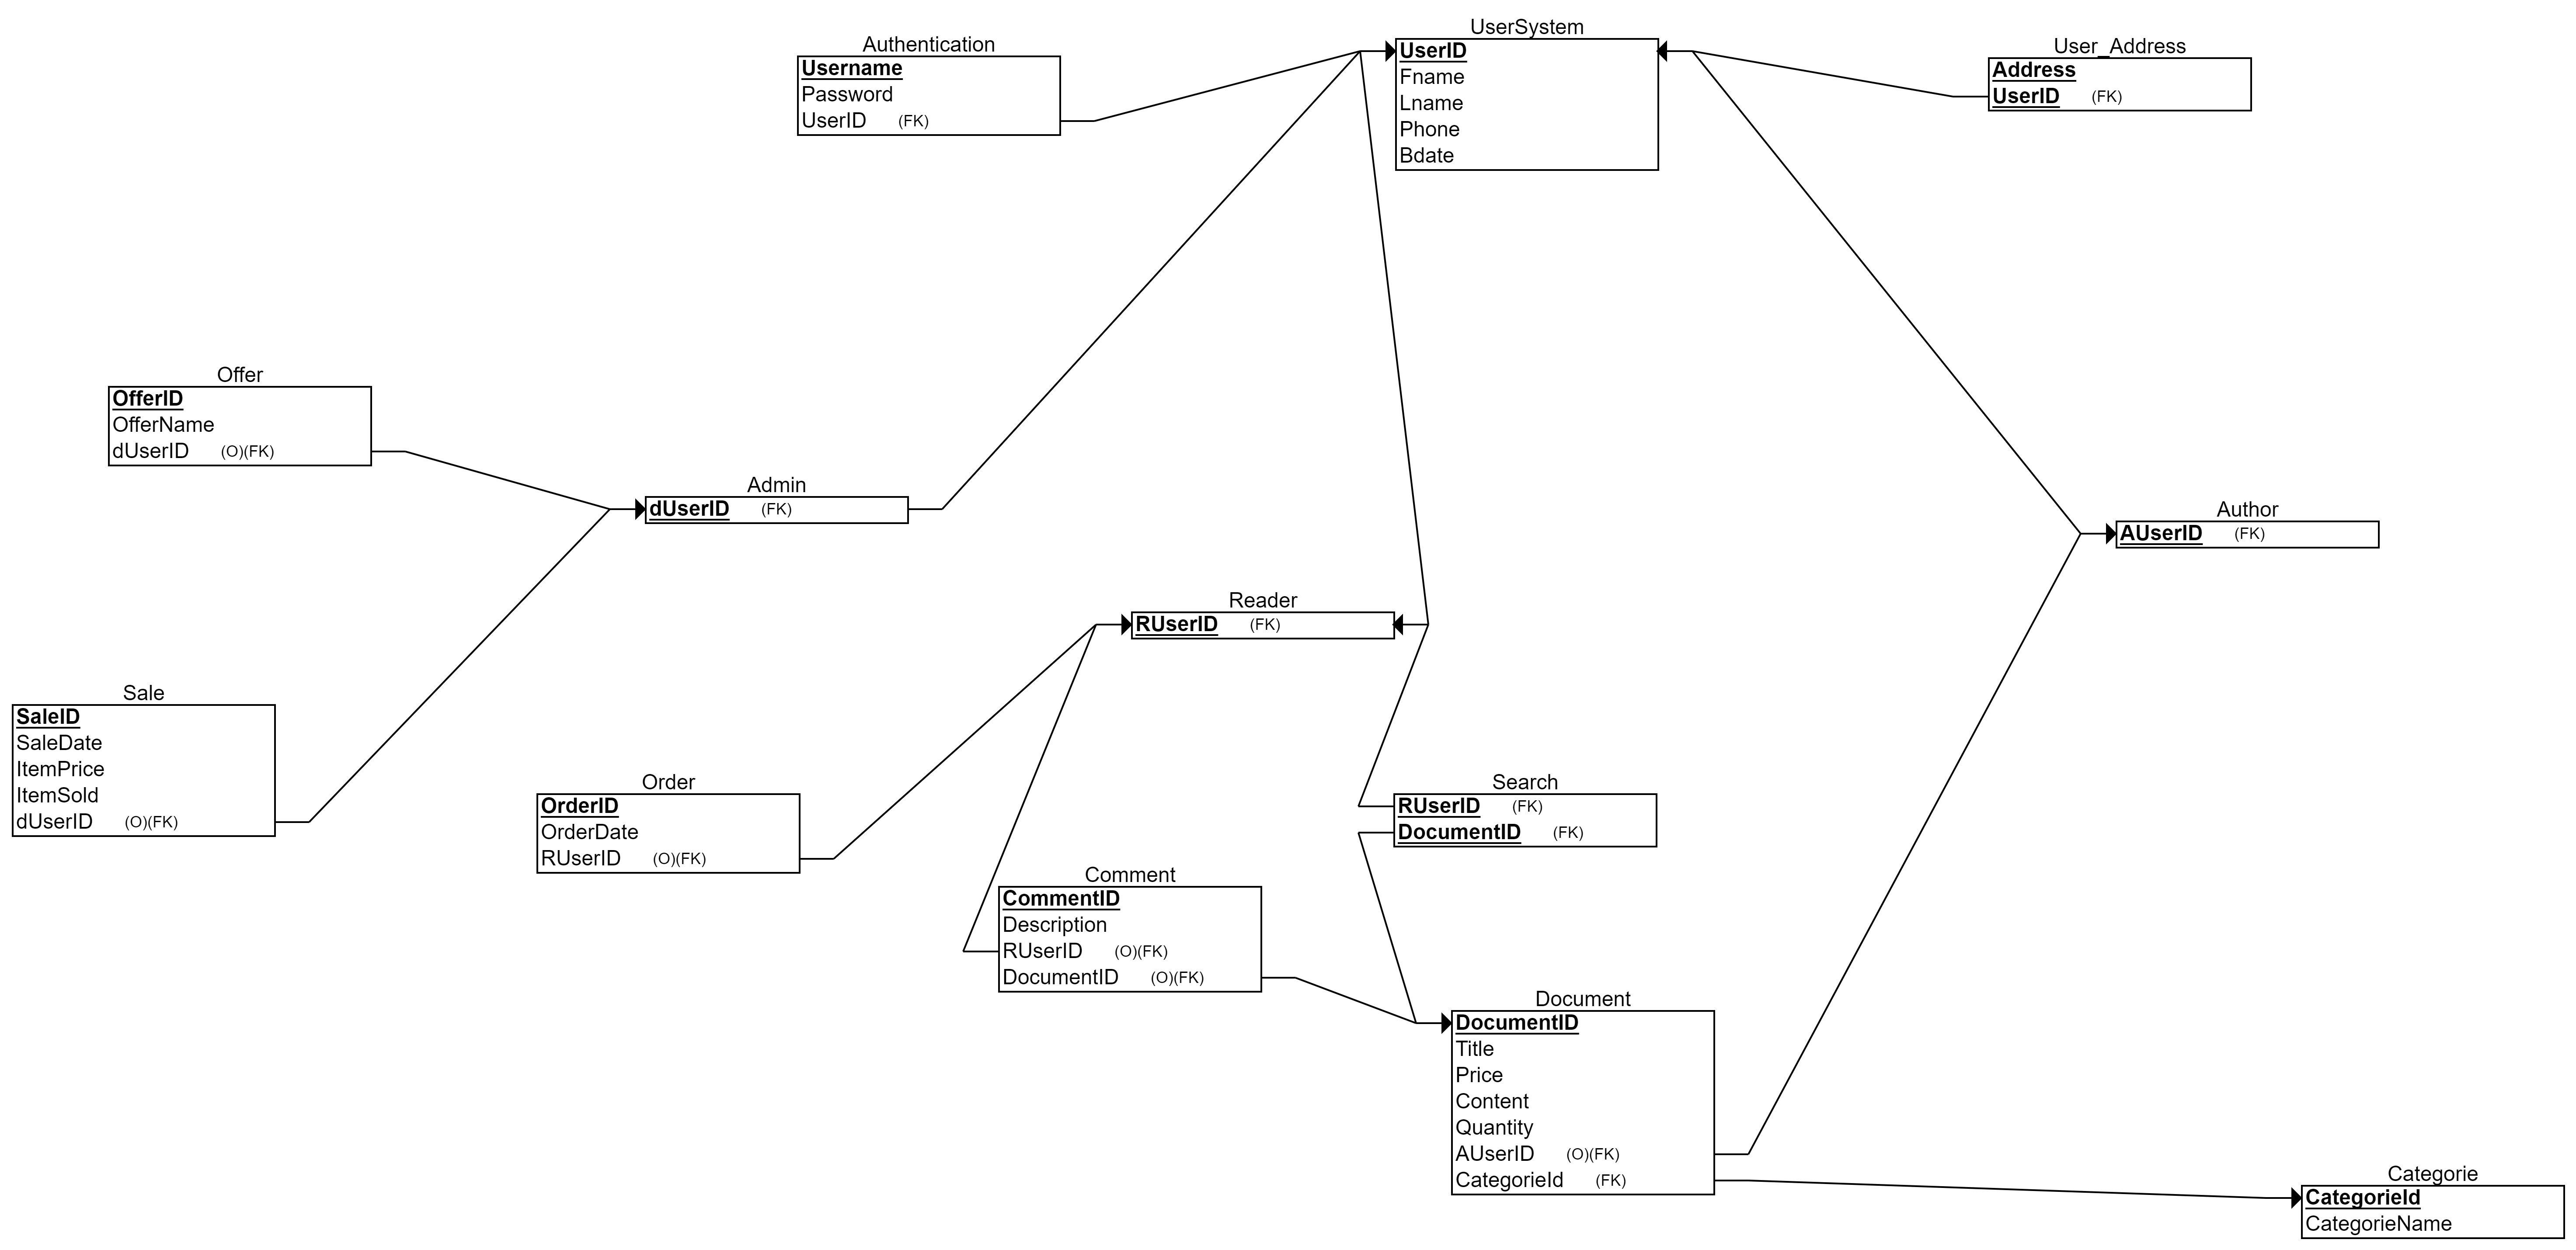 UserSystem
UserID
Fname
Lname
Phone
Bdate
Authentication
Username
Password
UserID (FK)
User_Address
Address
UserID (FK)
Offer
OfferID
OfferName
dUserID (O)(FK)
Admin
dUserID (FK)
Author
AUserID (FK)
Reader
RUserID (FK)
Sale
SaleID
SaleDate
ItemPrice
ItemSold
dUserID (O)(FK)
Order
OrderID
OrderDate
RUserID (O)(FK)
Search
RUserID (FK)
DocumentID (FK)
Comment
CommentID
Description
RUserID (O)(FK)
DocumentID (O)(FK)
Document
DocumentID
Title
Price
Content
Quantity
AUserID (O)(FK)
CategorieId (FK)
Categorie
CategorieId
CategorieName